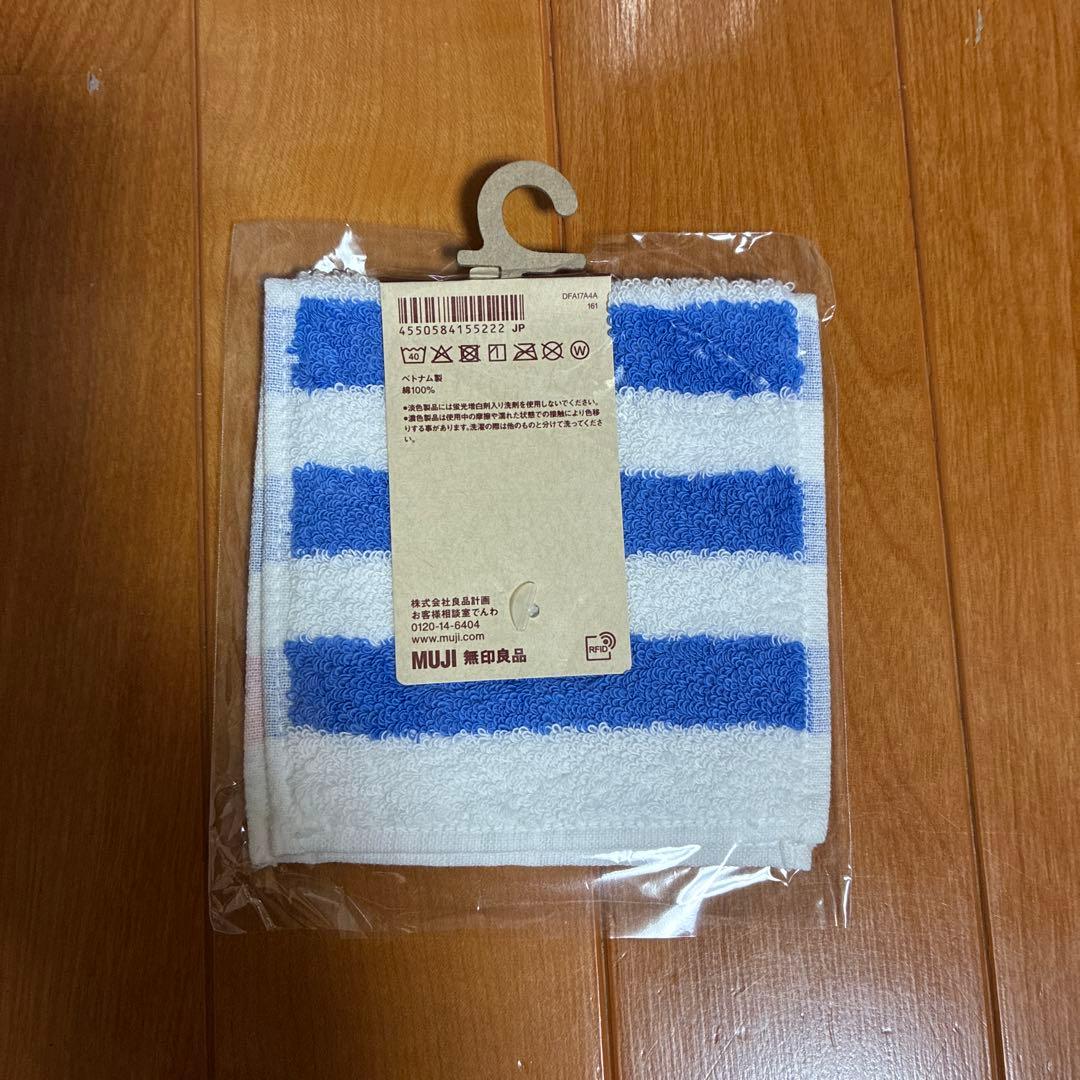 DFA17A4A
161
4550584155222 JP
40 W
ベトナム製
綿100%
●淡色製品には蛍光増白剤入り洗剤を使用しないでください。
●濃色製品は使用中の摩擦や濡れた状態での接触により色移
りする事があります。洗濯の際は他のものと分けて洗ってくださ
い。
株式会社良品計画
お客様相談室でんわ
0120-14-6404
www.muji.com
MUJI 無印良品
RFID